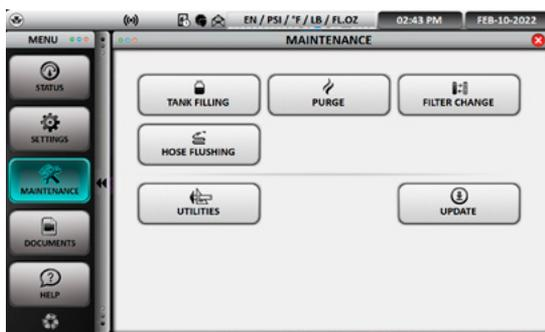 EN / PSI / °F / LB / FL.OZ 02:43 PM FEB-10-2022
MENU MAINTENANCE
STATUS
SETTINGS
MAINTENANCE
DOCUMENTS
HELP
TANK FILLING PURGE FILTER CHANGE
HOSE FLUSHING
UTILITIES UPDATE